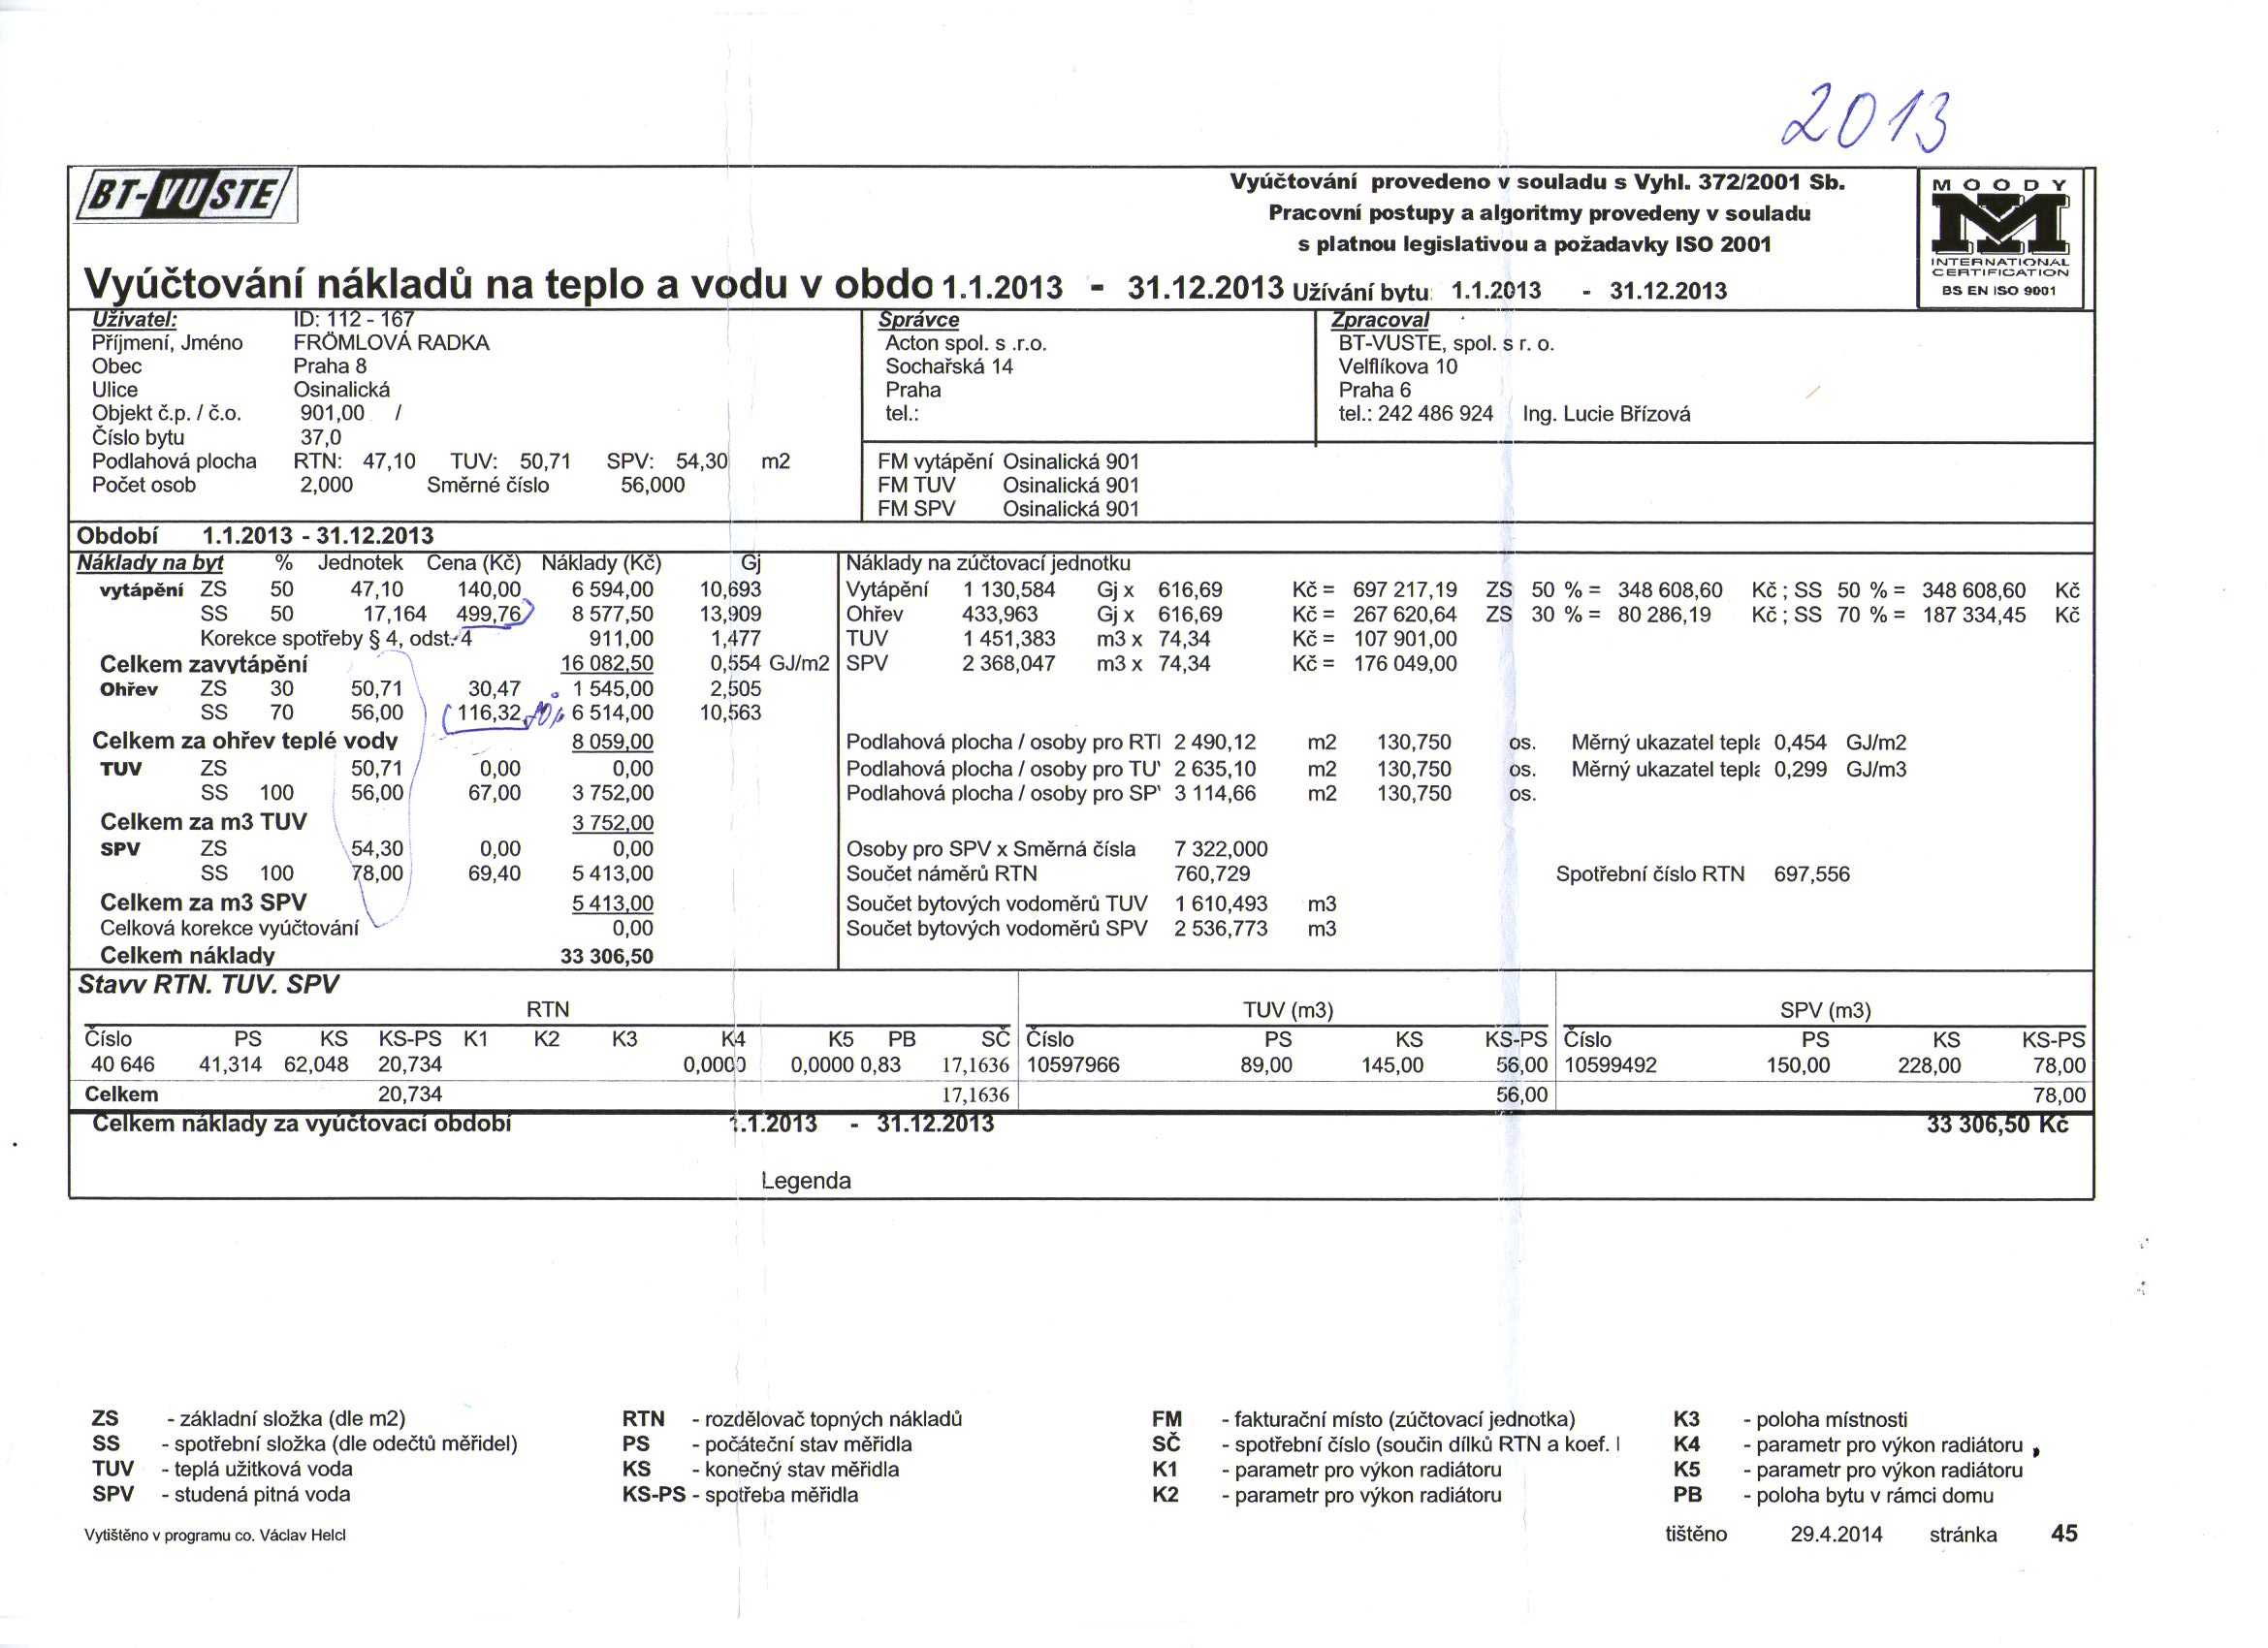 2013
BT-VUSTE
Vyúčtování provedeno v souladu s Vyhl. 372/2001 Sb.
Pracovní postupy a algoritmy provedeny v souladu
s platnou legislativou a požadavky ISO 2001
MOODY
INTERNATIONAL
CERTIFICATION
BS EN ISO 9001
Vyúčtování nákladů na teplo a vodu v obdo 1.1.2013 - 31.12.2013 Užívání bytu: 1.1.2013 - 31.12.2013
Uživatel: ID: 112 - 167
Příjmení, Jméno FRÖMLOVÁ RADKA
Obec Praha 8
Ulice Osinalická
Objekt č.p. / č.o. 901,00 /
Číslo bytu 37,0
Podlahová plocha RTN: 47,10 TUV: 50,71 SPV: 54,30 m2
Počet osob 2,000 Směrné číslo 56,000
Správce
Acton spol. s .r.o.
Sochařská 14
Praha
tel.:
Zpracoval
BT-VUSTE, spol. s r. o.
Velflíkova 10
Praha 6
tel.: 242 486 924 Ing. Lucie Břízová
FM vytápění Osinalická 901
FM TUV Osinalická 901
FM SPV Osinalická 901
Období 1.1.2013 - 31.12.2013
Náklady na byt % Jednotek Cena (Kč) Náklady (Kč) Gj
vytápění ZS 50 47,10 140,00 6 594,00 10,693
SS 50 17,164 499,76 8 577,50 13,909
Korekce spotřeby § 4, odst. 4 911,00 1,477
Celkem zavytápění 16 082,50 0,554 GJ/m2
Ohřev ZS 30 50,71 30,47 1 545,00 2,505
SS 70 56,00 116,32 6 514,00 10,563
Celkem za ohřev teplé vody 8 059,00
TUV ZS 50,71 0,00 0,00
SS 100 56,00 67,00 3 752,00
Celkem za m3 TUV 3 752,00
SPV ZS 54,30 0,00 0,00
SS 100 78,00 69,40 5 413,00
Celkem za m3 SPV 5 413,00
Celková korekce vyúčtování 0,00
Celkem náklady 33 306,50
Náklady na zúčtovací jednotku
Vytápění 1 130,584 Gj x 616,69 Kč = 697 217,19 ZS 50 % = 348 608,60 Kč ; SS 50 % = 348 608,60 Kč
Ohřev 433,963 Gj x 616,69 Kč = 267 620,64 ZS 30 % = 80 286,19 Kč ; SS 70 % = 187 334,45 Kč
TUV 1 451,383 m3 x 74,34 Kč = 107 901,00
SPV 2 368,047 m3 x 74,34 Kč = 176 049,00
Podlahová plocha / osoby pro RTI 2 490,12 m2 130,750 os. Měrný ukazatel tepla 0,454 GJ/m2
Podlahová plocha / osoby pro TU' 2 635,10 m2 130,750 os. Měrný ukazatel tepla 0,299 GJ/m3
Podlahová plocha / osoby pro SP' 3 114,66 m2 130,750 os.
Osoby pro SPV x Směrná čísla 7 322,000
Součet náměrů RTN 760,729 Spotřební číslo RTN 697,556
Součet bytových vodoměrů TUV 1 610,493 m3
Součet bytových vodoměrů SPV 2 536,773 m3
Stavy RTN. TUV. SPV
RTN TUV (m3) SPV (m3)
Číslo PS KS KS-PS K1 K2 K3 K4 K5 PB SČ Číslo PS KS KS-PS Číslo PS KS KS-PS
40 646 41,314 62,048 20,734 0,0000 0,0000 0,83 17,1636 10597966 89,00 145,00 56,00 10599492 150,00 228,00 78,00
Celkem 20,734 17,1636 56,00 78,00
Celkem náklady za vyúčtovací období 1.1.2013 - 31.12.2013 33 306,50 Kč
Legenda
ZS - základní složka (dle m2) RTN - rozdělovač topných nákladů FM - fakturační místo (zúčtovací jednotka) K3 - poloha místnosti
SS - spotřební složka (dle odečtů měřidel) PS - počáteční stav měřidla SČ - spotřební číslo (součin dílků RTN a koef. K4 - parametr pro výkon radiátoru
TUV - teplá užitková voda KS - konečný stav měřidla K1 - parametr pro výkon radiátoru K5 - parametr pro výkon radiátoru
SPV - studená pitná voda KS-PS - spotřeba měřidla K2 - parametr pro výkon radiátoru PB - poloha bytu v rámci domu
Vytištěno v programu co. Václav Helcl tištěno 29.4.2014 stránka 45